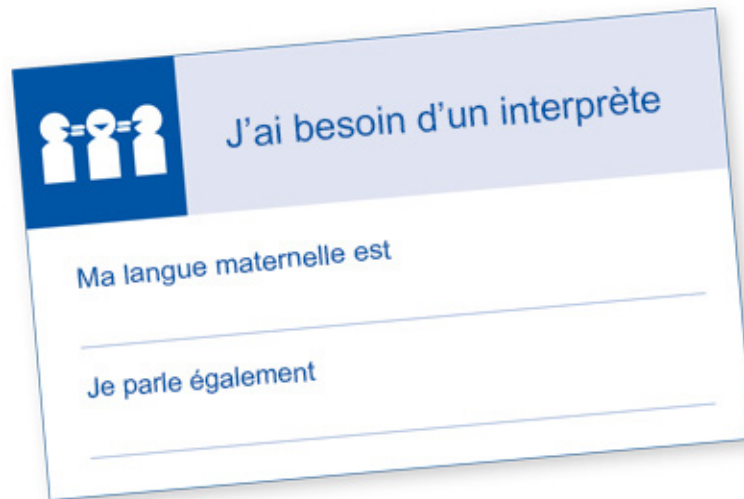 J'ai besoin d'un interprète
Ma langue maternelle est
Je parle également